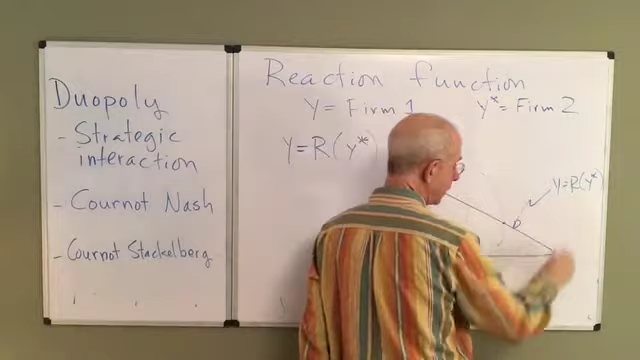 Duopoly
- Strategic
interaction
- Cournot Nash
- Cournot Stackelberg
Reaction function
Y = Firm 1
y* = Firm 2
Y=R(y*)
Y=R(y*